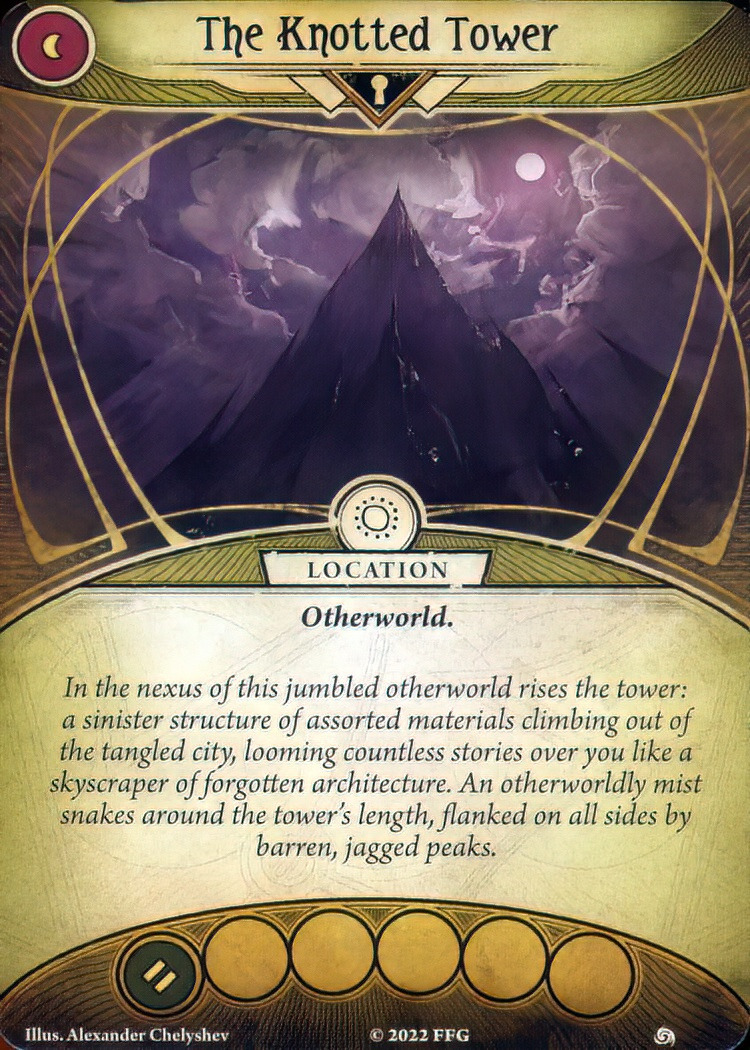 The Knotted Tower
LOCATION
Otherworld.
In the nexus of this jumbled otherworld rises the tower:
a sinister structure of assorted materials climbing out of
the tangled city, looming countless stories over you like a
skyscraper of forgotten architecture. An otherworldly mist
snakes around the tower's length, flanked on all sides by
barren, jagged peaks.
Illus. Alexander Chelyshev
© 2022 FFG